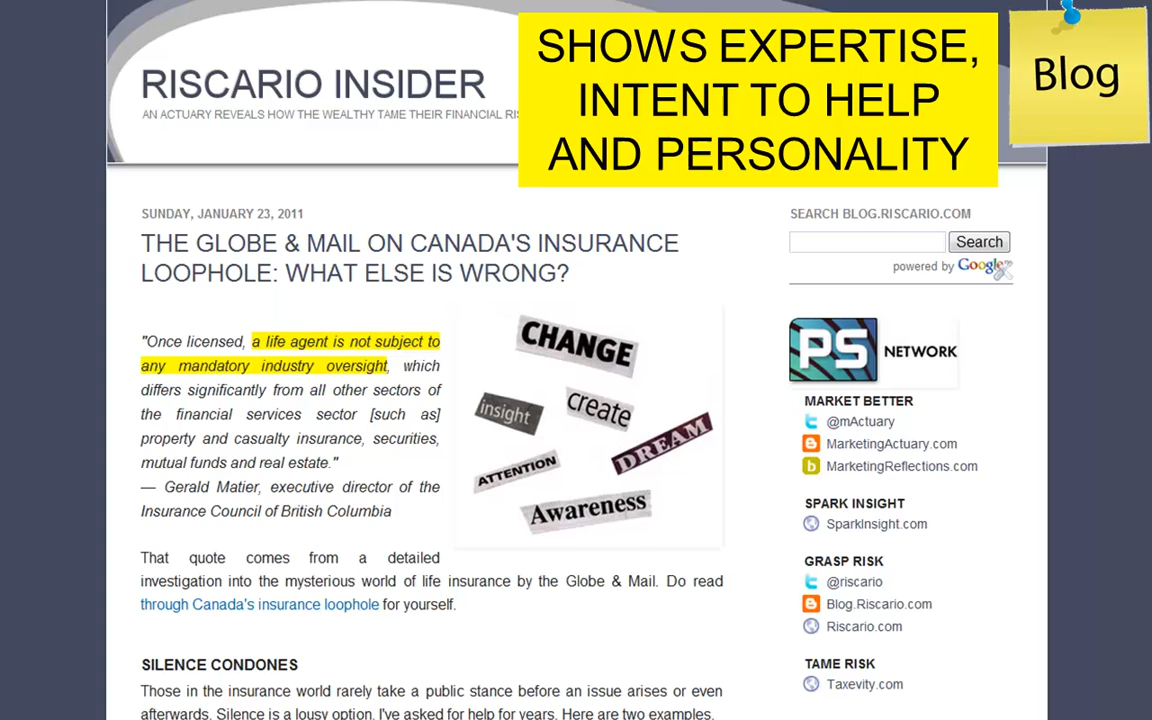 RISCARIO INSIDER
AN ACTUARY REVEALS HOW THE WEALTHY TAME THEIR FINANCIAL
SHOWS EXPERTISE,
INTENT TO HELP
AND PERSONALITY
Blog
SUNDAY, JANUARY 23, 2011
THE GLOBE & MAIL ON CANADA'S INSURANCE
LOOPHOLE: WHAT ELSE IS WRONG?
"Once licensed, a life agent is not subject to
any mandatory industry oversight, which
differs significantly from all other sectors of
the financial services sector [such as]
property and casualty insurance, securities,
mutual funds and real estate."
— Gerald Matier, executive director of the
Insurance Council of British Columbia
CHANGE
insight
create
DREAM
ATTENTION
Awareness
That quote comes from a detailed
investigation into the mysterious world of life insurance by the Globe & Mail. Do read
through Canada's insurance loophole for yourself.
SILENCE CONDONES
Those in the insurance world rarely take a public stance before an issue arises or even
afterwards. Silence is a lousy option. I've asked for help for years. Here are two examples.
SEARCH BLOG.RISCARIO.COM
Search
powered by Google
PS NETWORK
MARKET BETTER
@mActuary
MarketingActuary.com
MarketingReflections.com
SPARK INSIGHT
SparkInsight.com
GRASP RISK
@riscario
Blog.Riscario.com
Riscario.com
TAME RISK
Taxevity.com